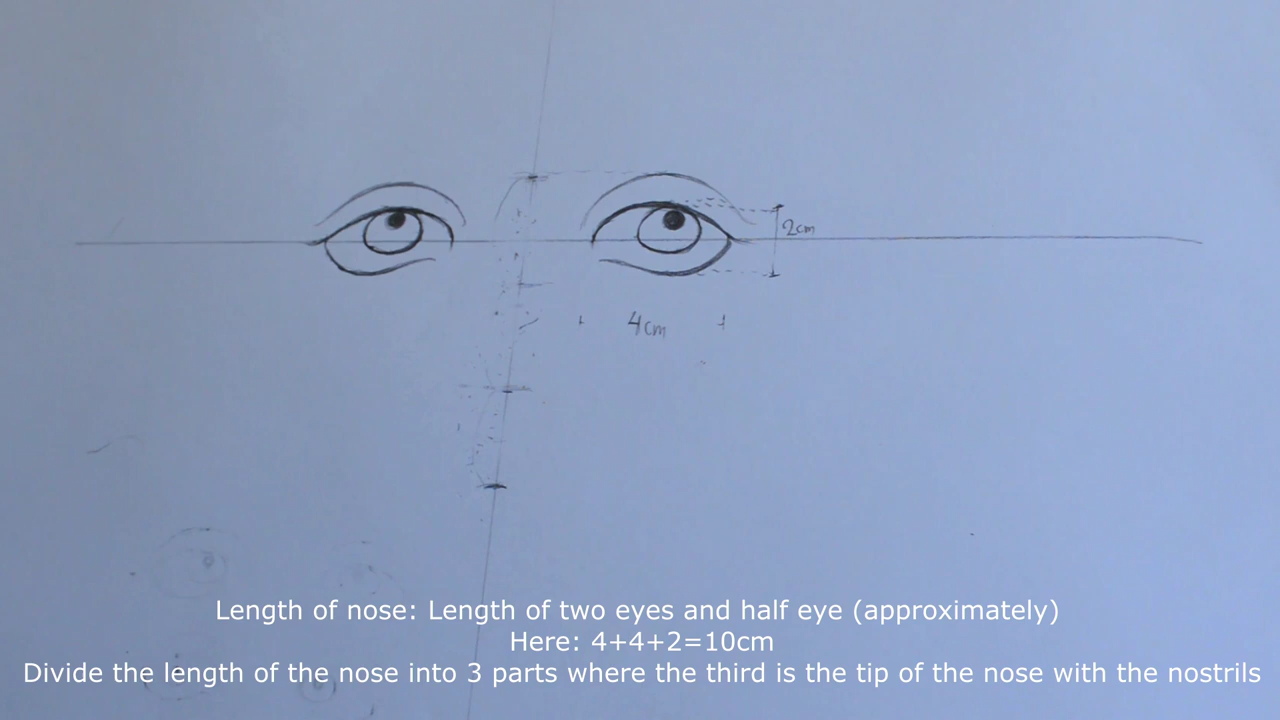 2cm
4cm
Length of nose: Length of two eyes and half eye (approximately)
Here: 4+4+2=10cm
Divide the length of the nose into 3 parts where the third is the tip of the nose with the nostrils